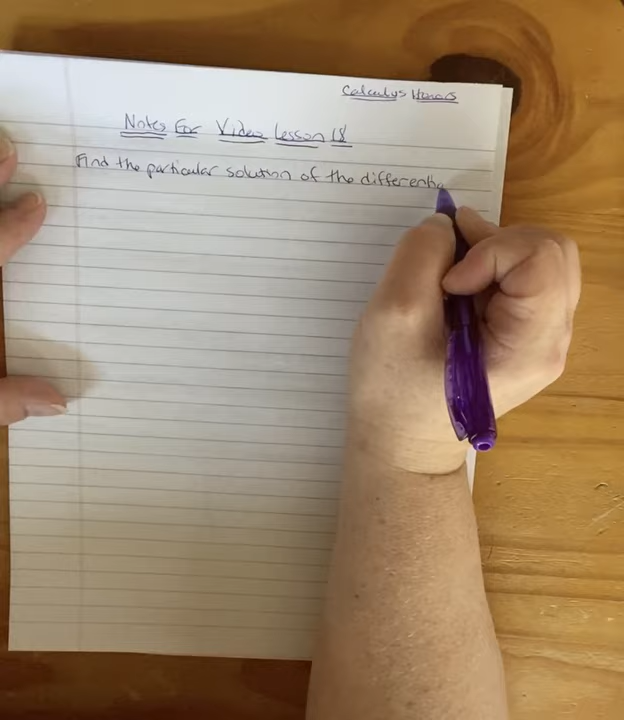 Calculus Honors
Notes For Video Lesson 18
Find the particular solution of the differentia